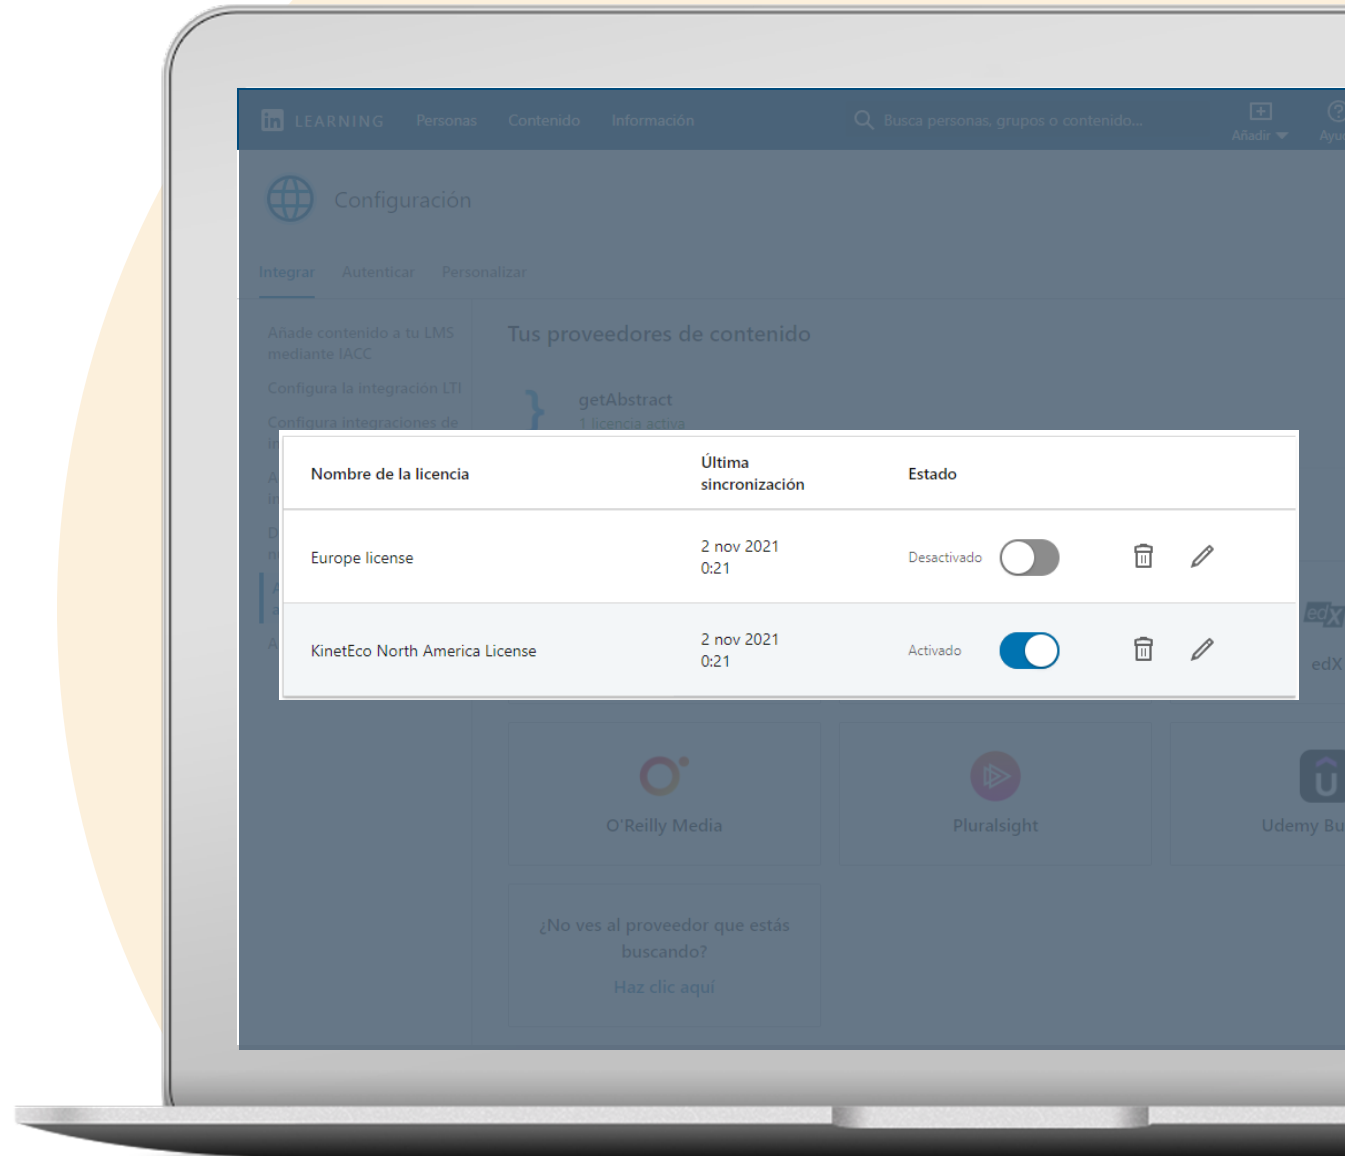 in LEARNING Personas Contenido Información Busca personas, grupos o contenido...
Añadir
Configuración
Integrar Autenticar Personalizar
Añade contenido a tu LMS
mediante IACC
Configura la integración LTI
Configura integraciones de
Tus proveedores de contenido
getAbstract
1 licencia activa
Nombre de la licencia
Última
sincronización
Estado
Europe license
2 nov 2021
0:21
Desactivado
KinetEco North America License
2 nov 2021
0:21
Activado
edX
edX
O'Reilly Media
Pluralsight
Udemy
¿No ves al proveedor que estás
buscando?
Haz clic aquí